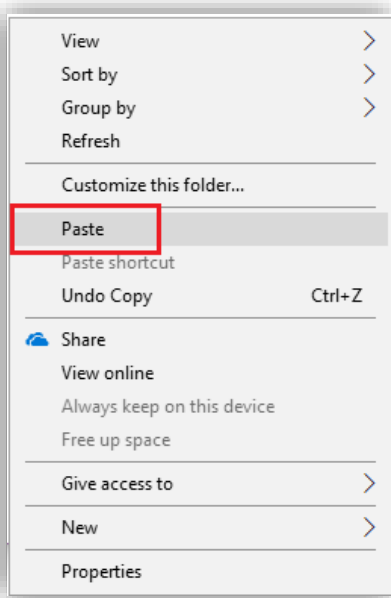 View
Sort by
Group by
Refresh
Customize this folder...
Paste
Paste shortcut
Undo Copy Ctrl+Z
Share
View online
Always keep on this device
Free up space
Give access to
New
Properties